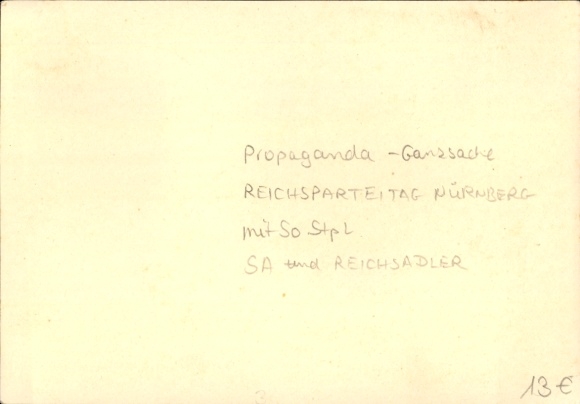 Propaganda - Ganzsache
REICHSPARTEITAG NÜRNBERG
mit So Stpl
SA und REICHSADLER
13 €